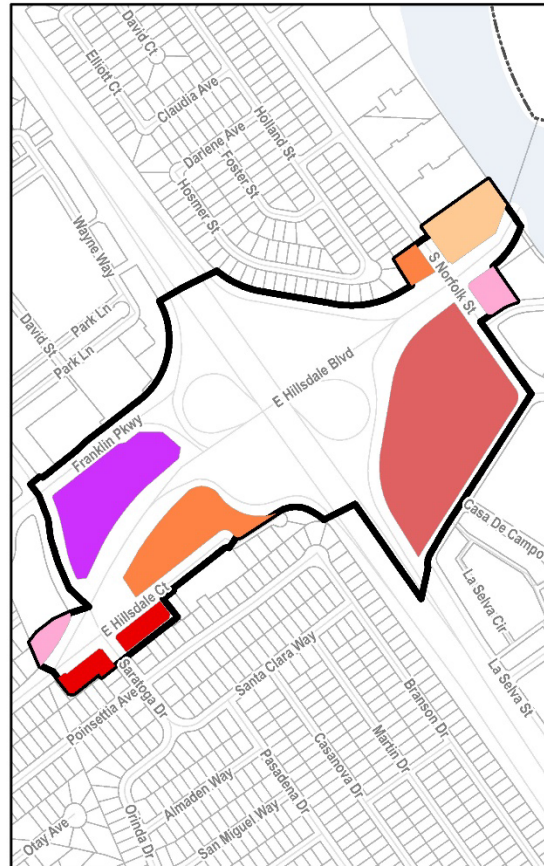 David Ct
Elliott Ct
Claudia Ave
Holland St
Darlene Ave
Foster St
Hosmer St
Wayne Way
S Norfolk St
Park Ln
David St
Park Ln
E Hillsdale Blvd
Franklin Pkwy
Casa De Campo
La Selva Cir
E Hillsdale Ct
La Selva St
Saratoga Dr
Santa Clara Way
Poinsettia Ave
Branson Dr
Martin Dr
Casanova Dr
Pasadena Dr
Almaden Way
Orinda Dr
San Miguel Way
Otay Ave